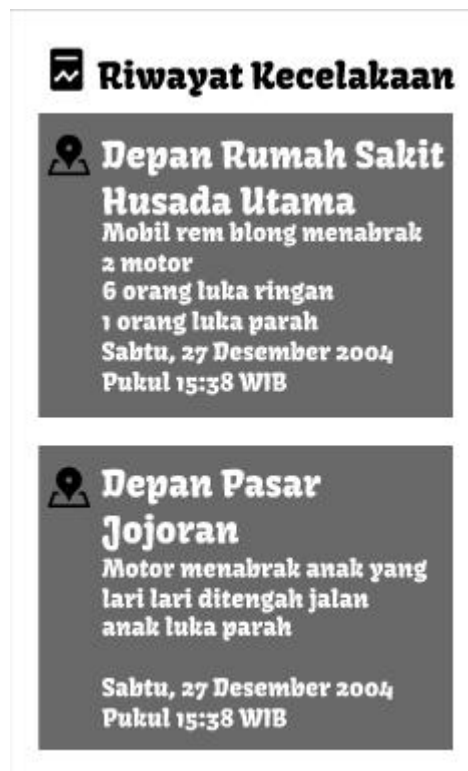 Riwayat Kecelakaan
Depan Rumah Sakit
Husada Utama
Mobil rem blong menabrak
2 motor
6 orang luka ringan
1 orang luka parah
Sabtu, 27 Desember 2004
Pukul 15:38 WIB
Depan Pasar
Jojoran
Motor menabrak anak yang
lari lari ditengah jalan
anak luka parah
Sabtu, 27 Desember 2004
Pukul 15:38 WIB